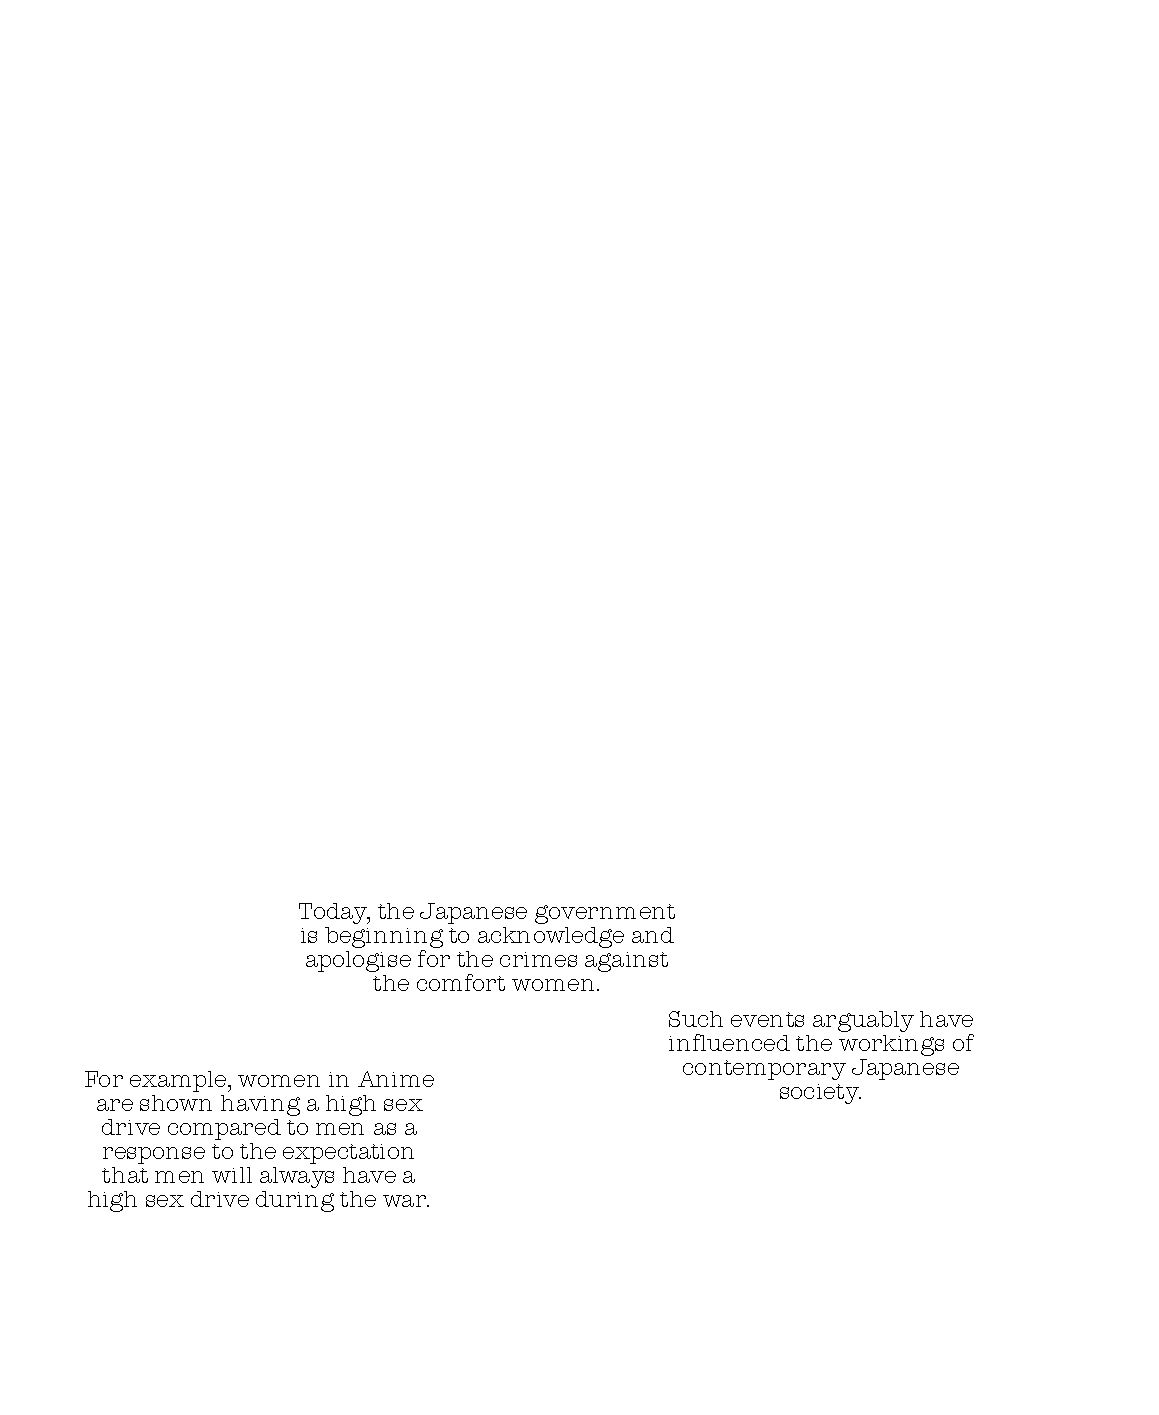 Today, the Japanese government
is beginning to acknowledge and
apologise for the crimes against
the comfort women.
Such events arguably have
influenced the workings of
contemporary Japanese
society.
For example, women in Anime
are shown having a high sex
drive compared to men as a
response to the expectation
that men will always have a
high sex drive during the war.